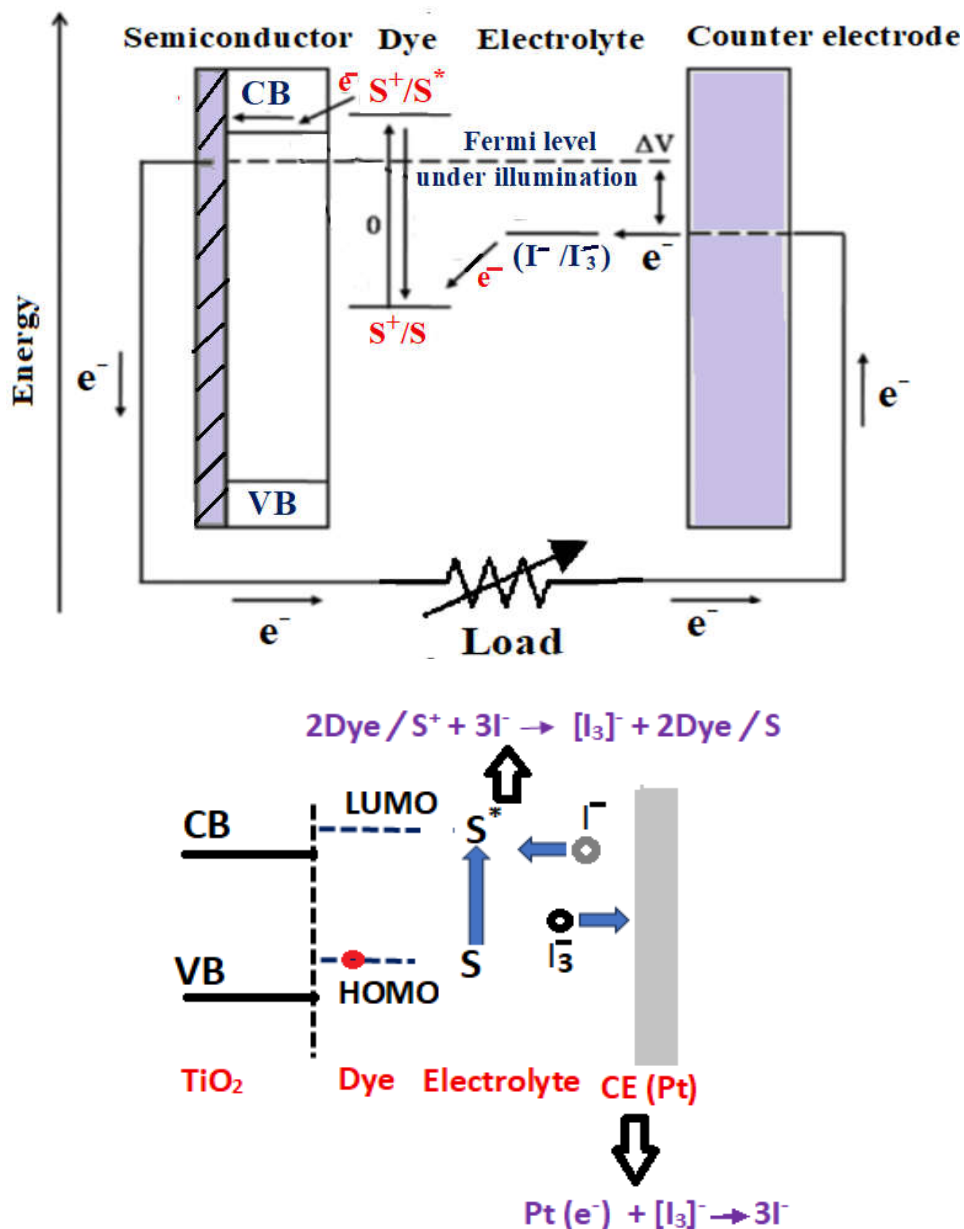 Semiconductor Dye Electrolyte Counter electrode
CB e⁻ S⁺/S*
Fermi level
under illumination
ΔV
0
(I⁻ /I₃⁻)
e⁻
e⁻
S⁺/S
Energy
e⁻
e⁻
VB
e⁻
e⁻
Load
2Dye / S⁺ + 3I⁻ → [I₃]⁻ + 2Dye / S
LUMO
CB
S*
I⁻
I₃⁻
VB
S
HOMO
TiO₂ Dye Electrolyte CE (Pt)
Pt (e⁻) + [I₃]⁻ → 3I⁻